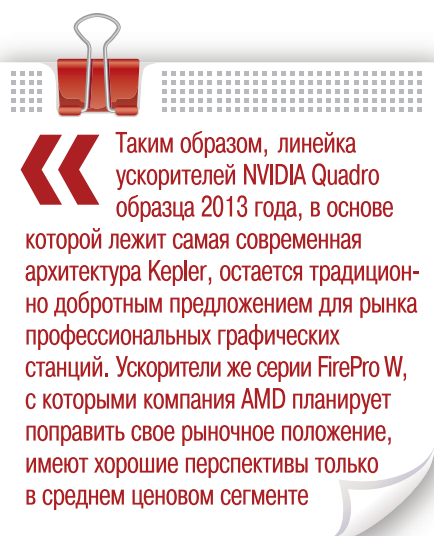 «
Таким образом, линейка
ускорителей NVIDIA Quadro
образца 2013 года, в основе
которой лежит самая современная
архитектура Kepler, остается традицион-
но добротным предложением для рынка
профессиональных графических
станций. Ускорители же серии FirePro W,
с которыми компания AMD планирует
поправить свое рыночное положение,
имеют хорошие перспективы только
в среднем ценовом сегменте